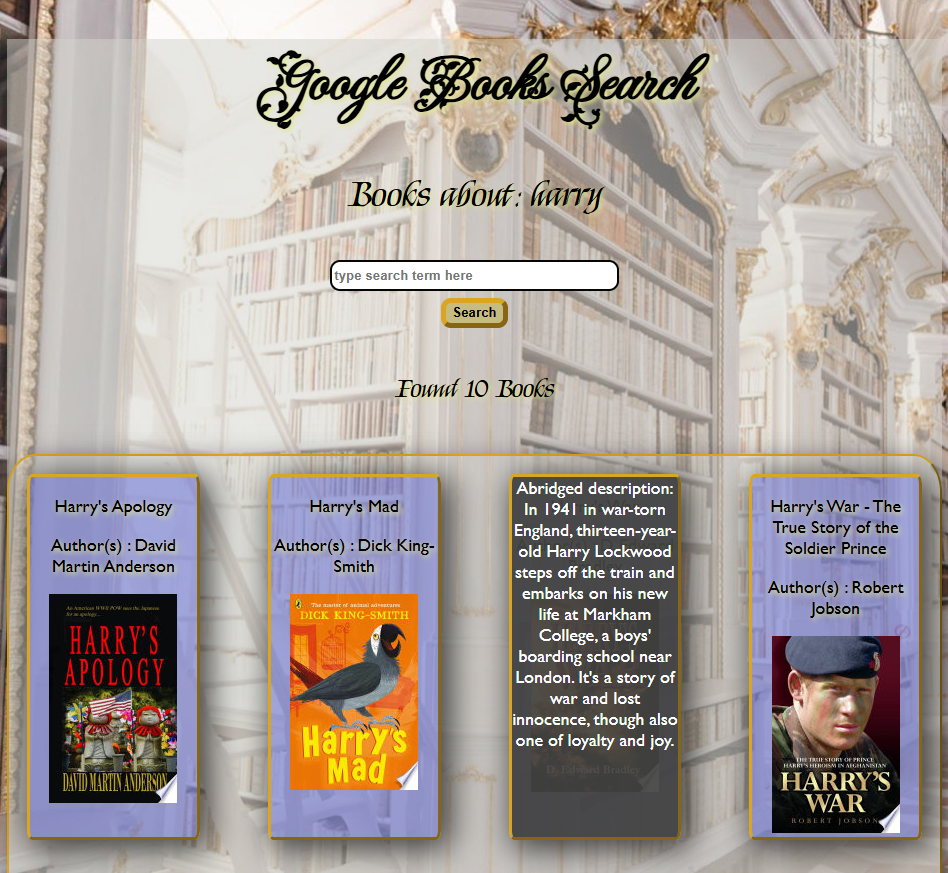 Google Books Search
Books about: harry
type search term here
Search
Found 10 Books
Harry's Apology
Author(s) : David
Martin Anderson
An American WWII POW sues the Japanese
for an apology...
HARRY'S
APOLOGY
DAVID MARTIN ANDERSON
Harry's Mad
Author(s) : Dick King-
Smith
The master of animal adventures
DICK KING-SMITH
Harry's
Mad
Abridged description:
In 1941 in war-torn
England, thirteen-year-
old Harry Lockwood
steps off the train and
embarks on his new
life at Markham
College, a boys'
boarding school near
London. It's a story of
war and lost
innocence, though also
one of loyalty and joy.
D. Edward Bradley
Harry's War - The
True Story of the
Soldier Prince
Author(s) : Robert
Jobson
THE TRUE STORY OF PRINCE
HARRY'S HEROISM IN AFGHANISTAN
HARRY'S
WAR
ROBERT JOBSON